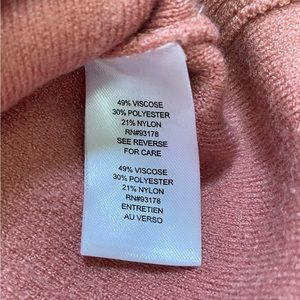 49% VISCOSE
30% POLYESTER
21% NYLON
RN#93178
SEE REVERSE
FOR CARE
49% VISCOSE
30% POLYESTER
21% NYLON
RN#93178
ENTRETIEN
AU VERSO